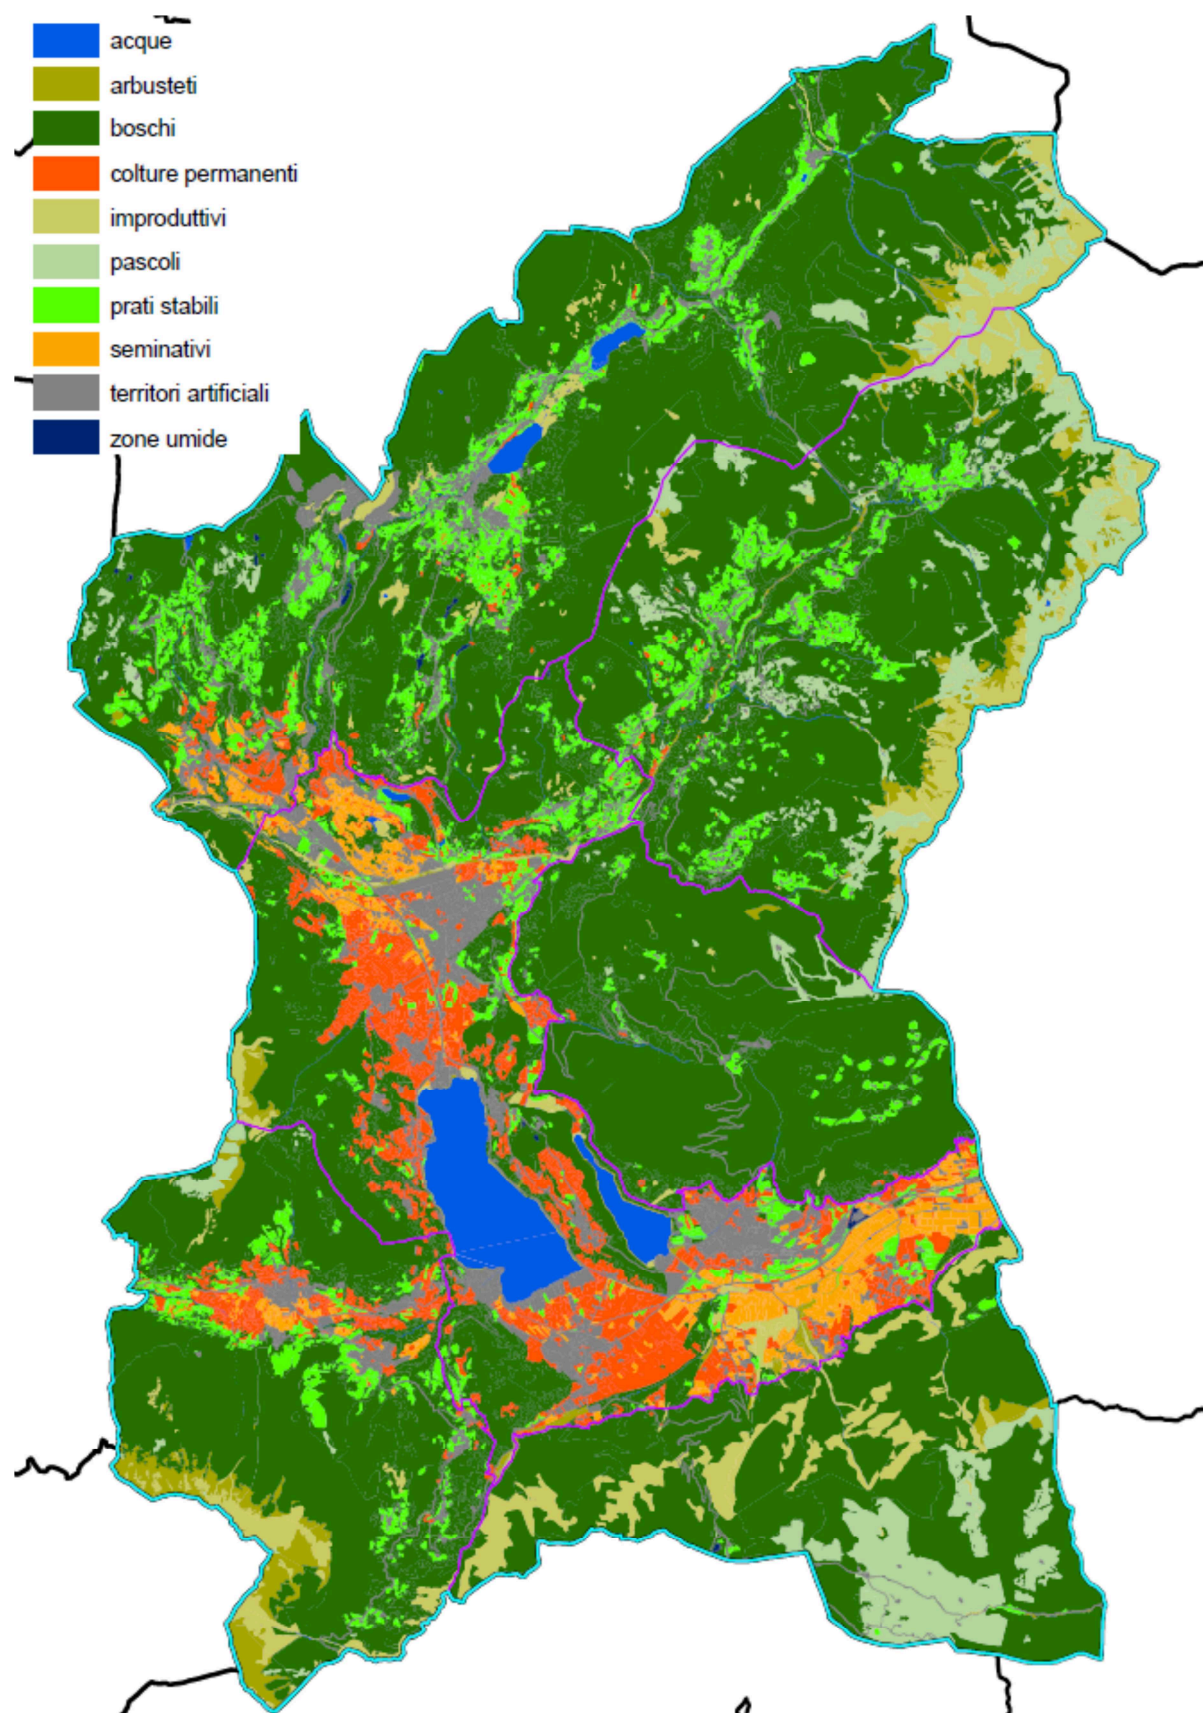 acque
arbusteti
boschi
colture permanenti
improduttivi
pascoli
prati stabili
seminativi
territori artificiali
zone umide